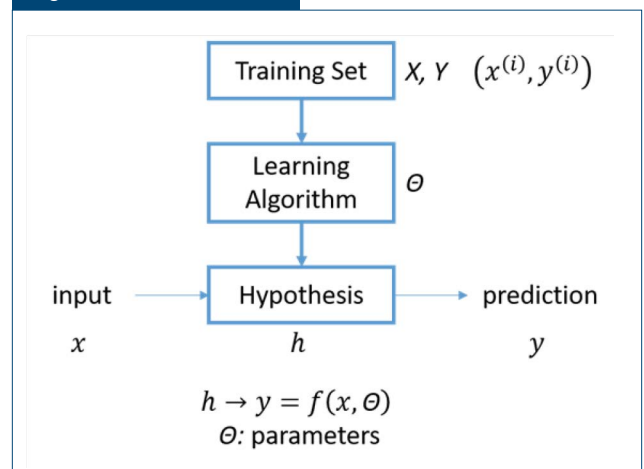 Training Set X, Y (x^(i), y^(i))
Learning
Algorithm Θ
input Hypothesis prediction
x h y
h → y = f(x, Θ)
Θ: parameters